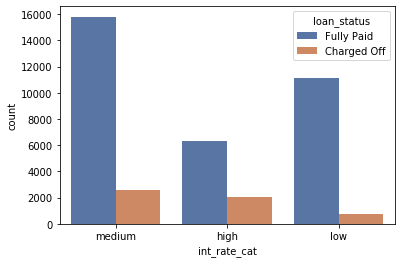 loan_status
Fully Paid
Charged Off
16000
14000
12000
10000
8000
6000
4000
2000
0
count
medium high low
int_rate_cat